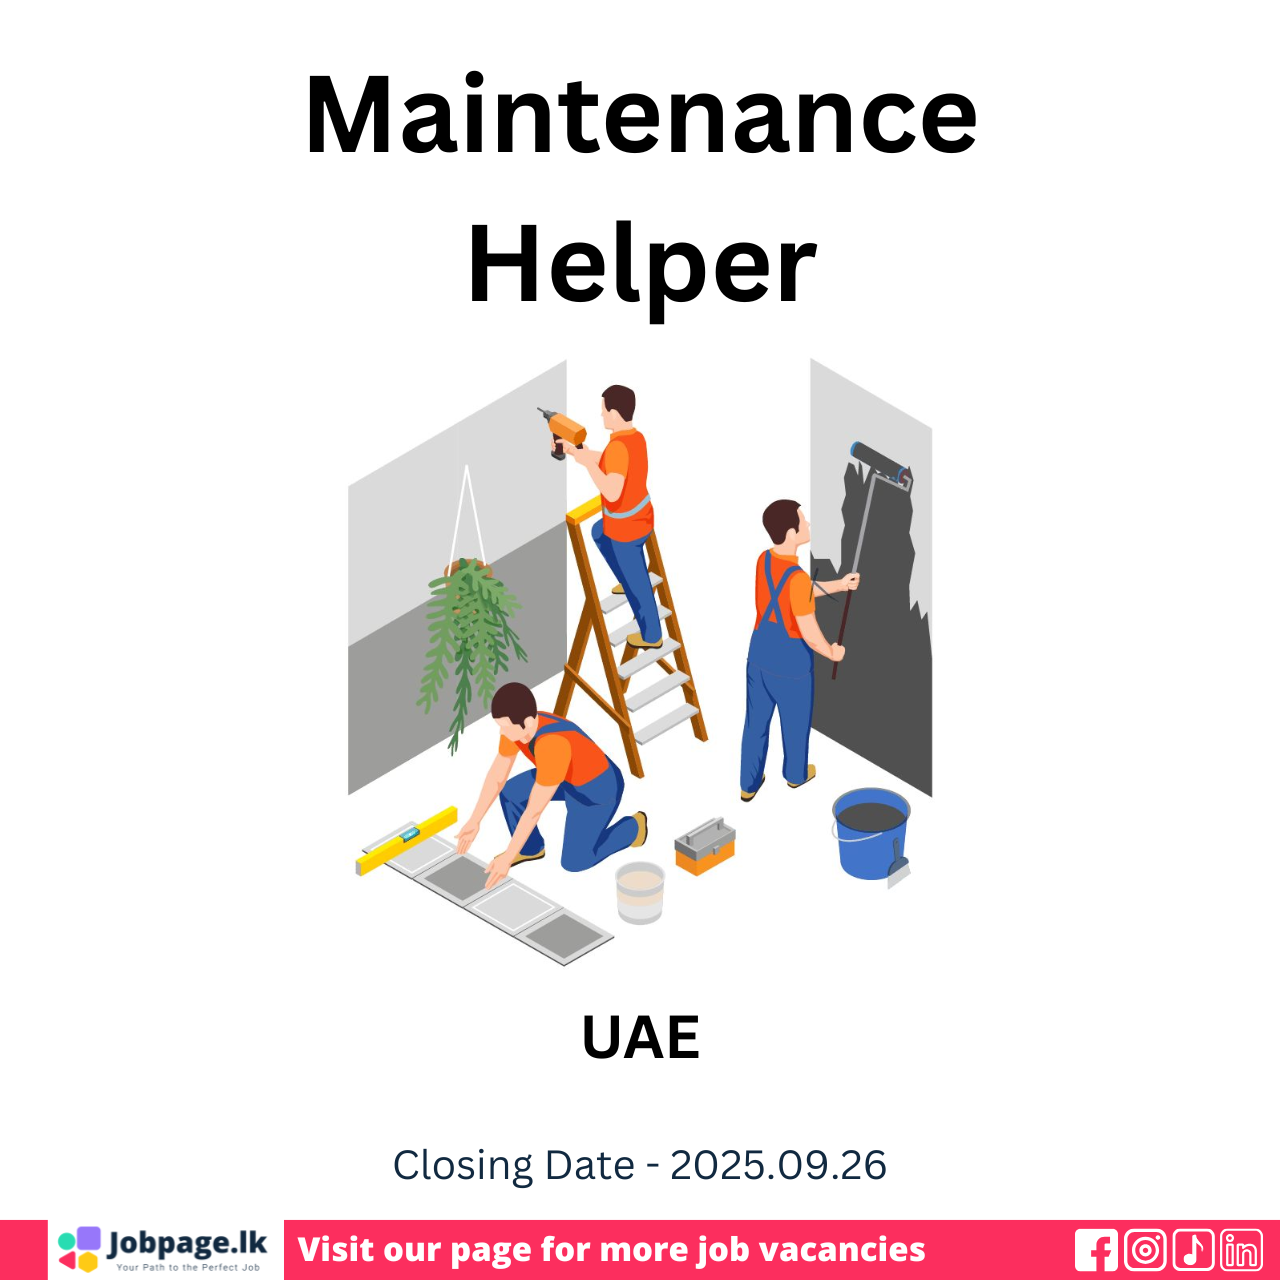 Maintenance
Helper
UAE
Closing Date - 2025.09.26
Jobpage.lk
Your Path to the Perfect Job
Visit our page for more job vacancies